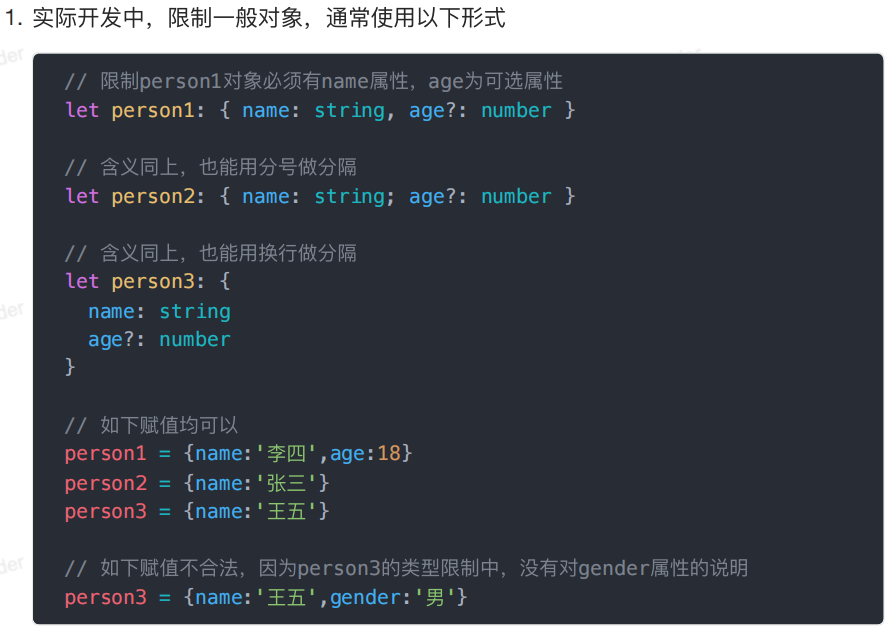 1. 实际开发中，限制一般对象，通常使用以下形式
// 限制person1对象必须有name属性，age为可选属性
let person1: { name: string, age?: number }
// 含义同上，也能用分号做分隔
let person2: { name: string; age?: number }
// 含义同上，也能用换行做分隔
let person3: {
name: string
age?: number
}
// 如下赋值均可以
person1 = {name:'李四',age:18}
person2 = {name:'张三'}
person3 = {name:'王五'}
// 如下赋值不合法，因为person3的类型限制中，没有对gender属性的说明
person3 = {name:'王五',gender:'男'}